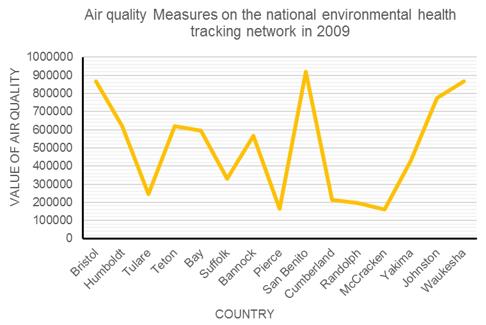 Air quality Measures on the national environmental health
tracking network in 2009
VALUE OF AIR QUALITY
1000000
900000
800000
700000
600000
500000
400000
300000
200000
100000
0
Bristol
Humboldt
Tulare
Teton
Bay
Suffolk
Bannock
Pierce
San Benito
Cumberland
Randolph
McCracken
Yakima
Johnston
Waukesha
COUNTRY